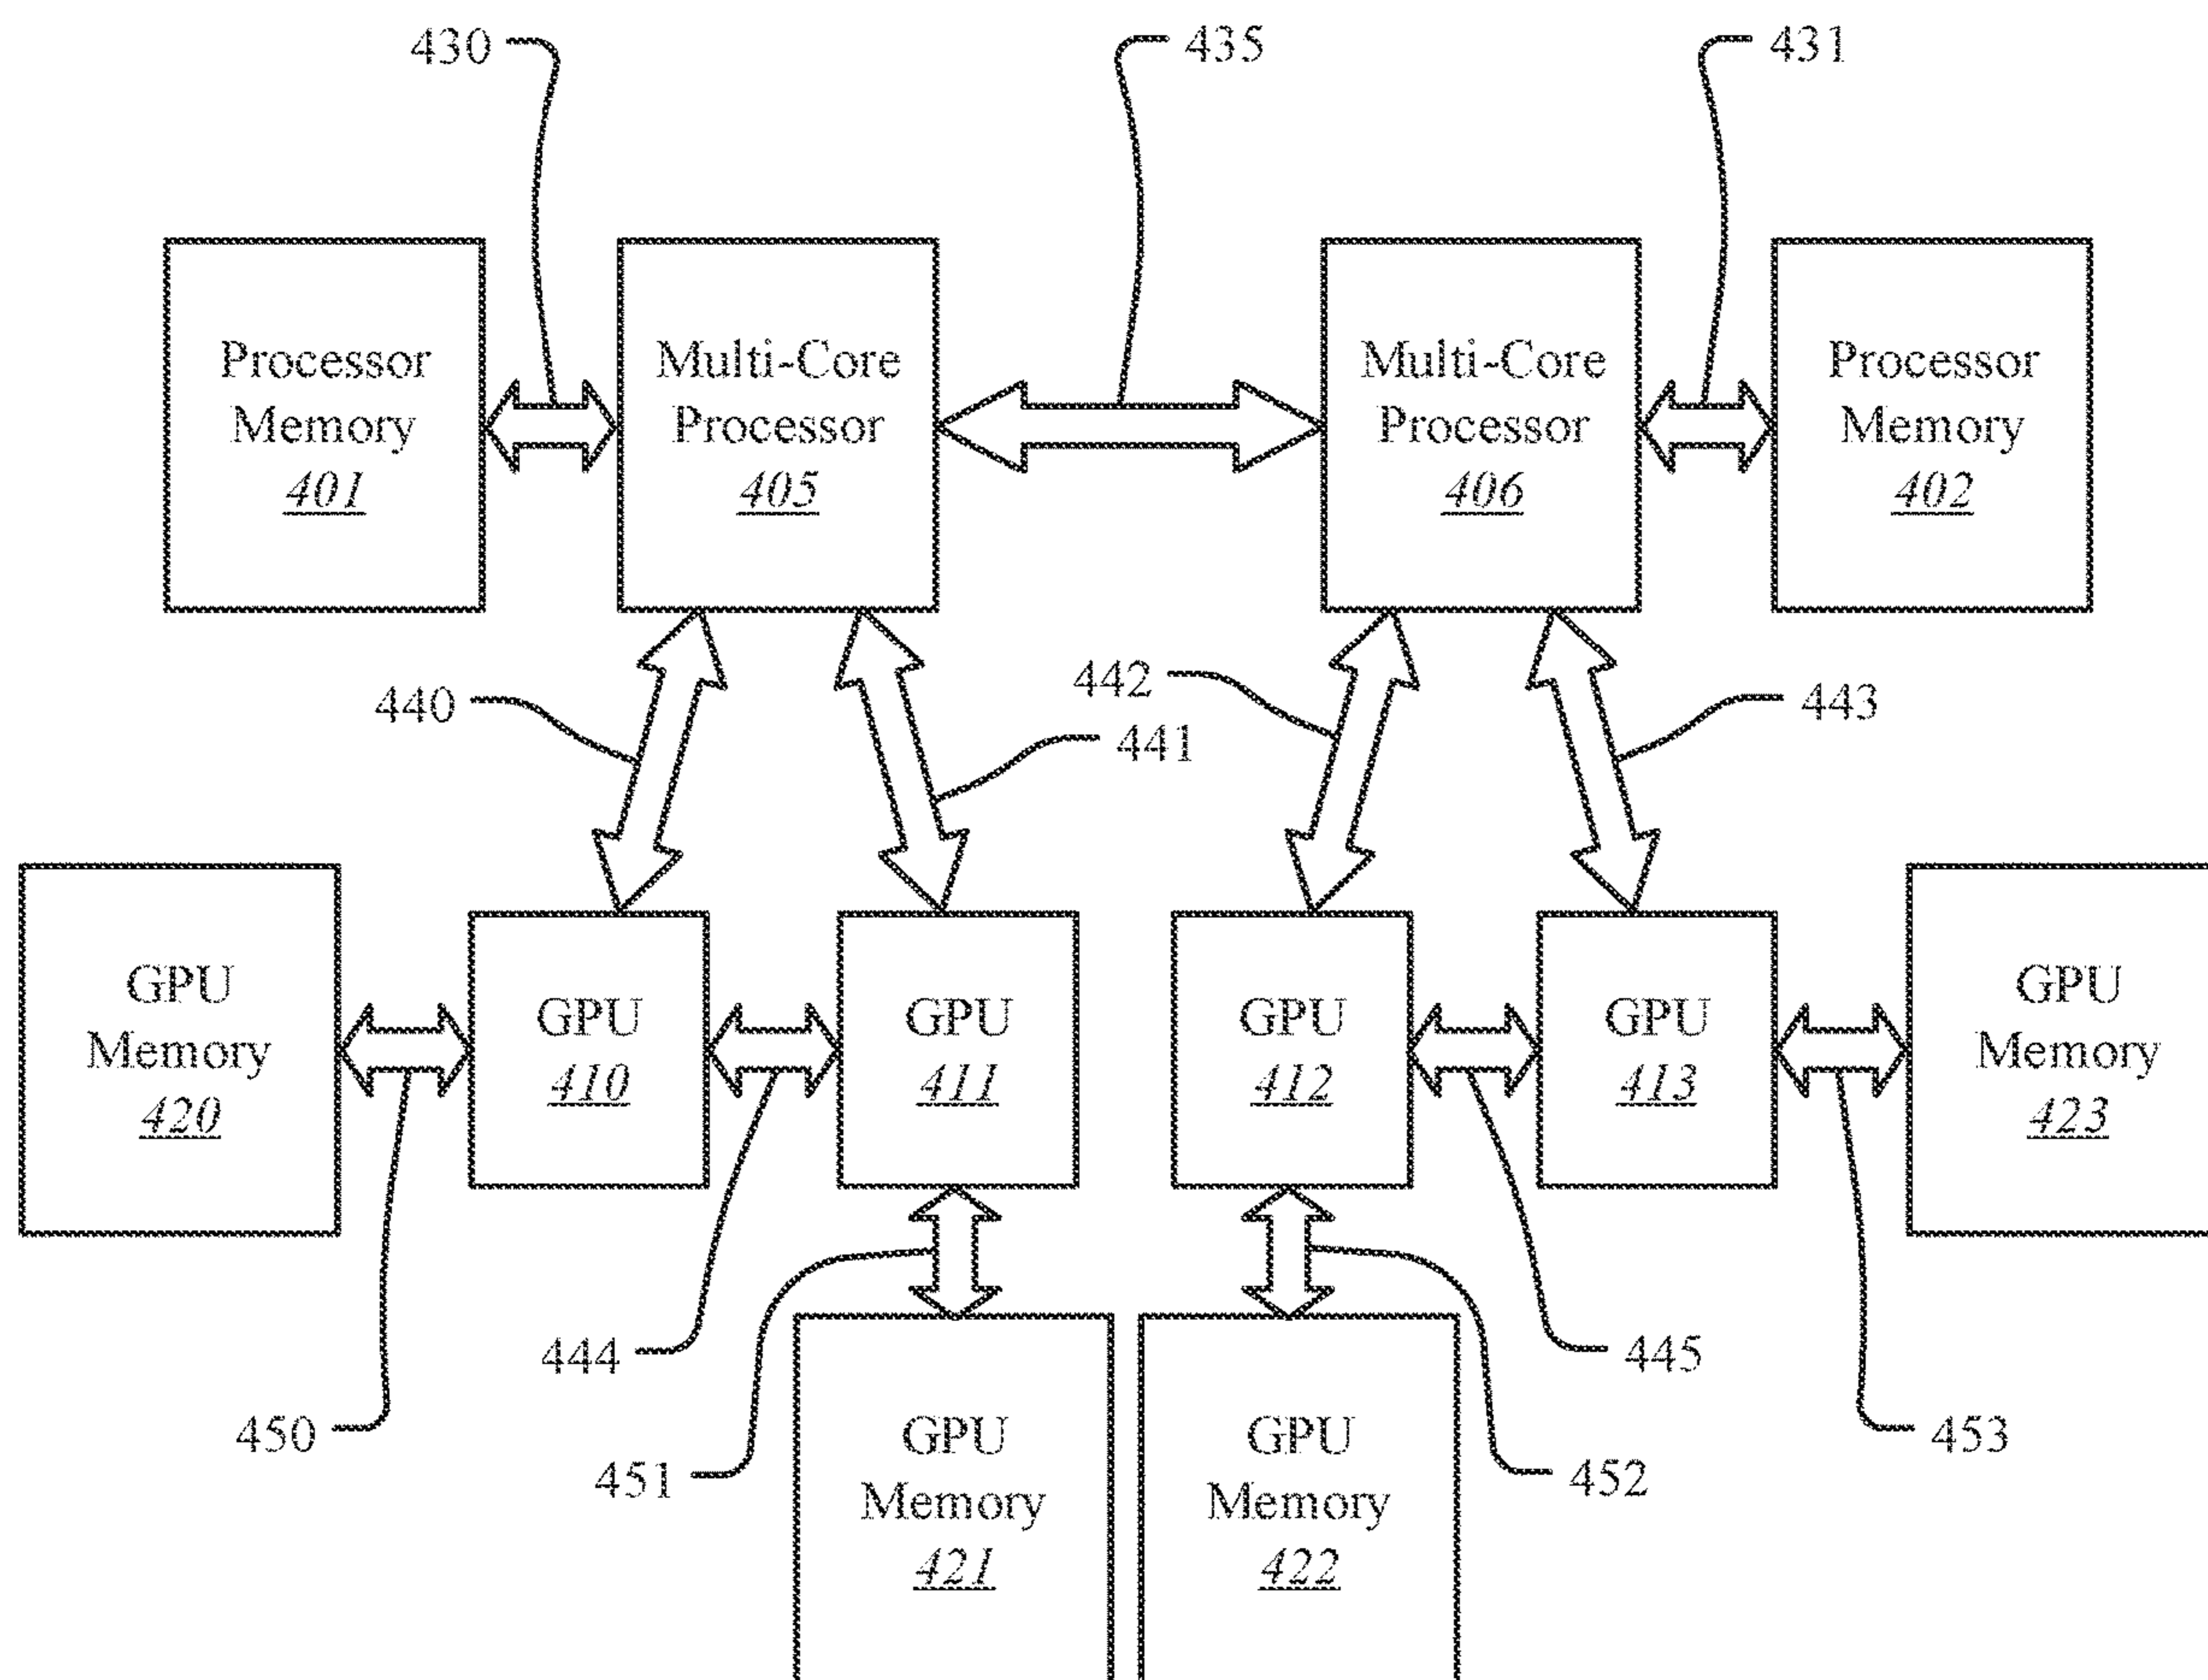 430
435
431
Processor
Memory
401
Multi-Core
Processor
405
Multi-Core
Processor
406
Processor
Memory
402
440
441
442
443
GPU
Memory
420
GPU
410
GPU
411
GPU
412
GPU
413
GPU
Memory
423
444
445
450
451
452
453
GPU
Memory
421
GPU
Memory
422